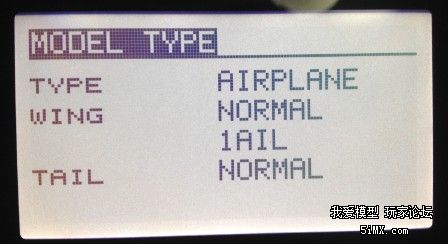 MODEL TYPE
TYPE AIRPLANE
WING NORMAL
1AIL
TAIL NORMAL
我爱模型 玩家论坛
5iMX.com